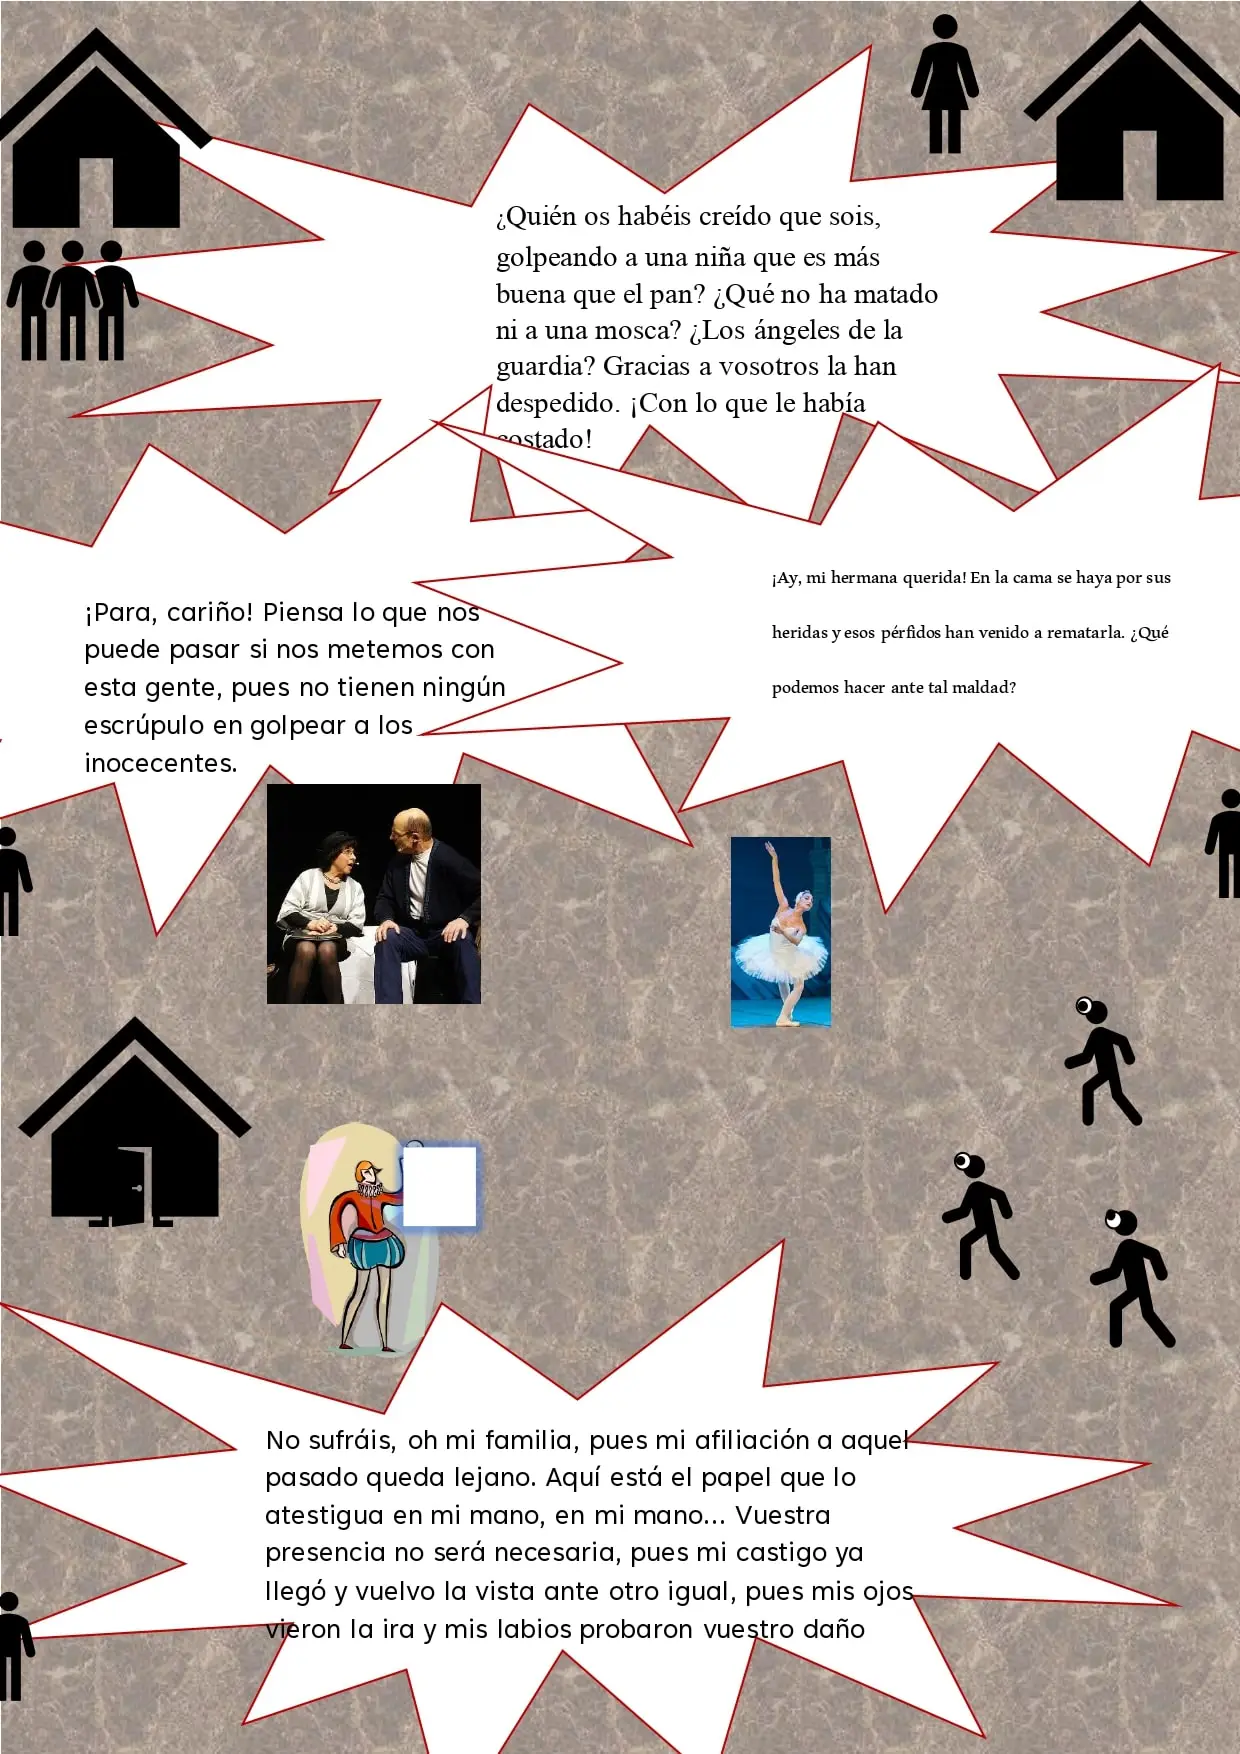 ¿Quién os habéis creído que sois,
golpeando a una niña que es más
buena que el pan? ¿Qué no ha matado
ni a una mosca? ¿Los ángeles de la
guardia? Gracias a vosotros la han
despedido. ¡Con lo que le había
costado!
¡Para, cariño! Piensa lo que nos
puede pasar si nos metemos con
esta gente, pues no tienen ningún
escrúpulo en golpear a los
inocecentes.
¡Ay, mi hermana querida! En la cama se haya por sus
heridas y esos pérfidos han venido a rematarla. ¿Qué
podemos hacer ante tal maldad?
No sufráis, oh mi familia, pues mi afiliación a aquel
pasado queda lejano. Aquí está el papel que lo
atestigua en mi mano, en mi mano... Vuestra
presencia no será necesaria, pues mi castigo ya
llegó y vuelvo la vista ante otro igual, pues mis ojos
vieron la ira y mis labios probaron vuestro daño